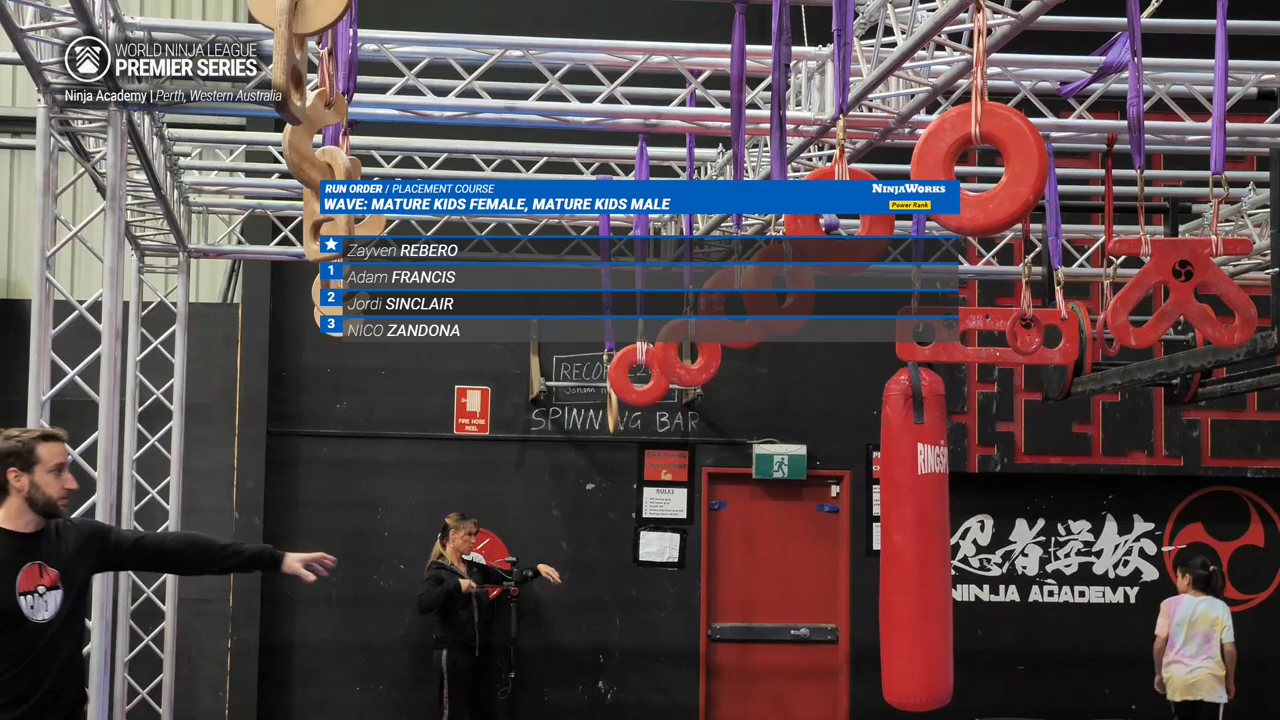 WORLD NINJA LEAGUE
PREMIER SERIES
Ninja Academy | Perth, Western Australia
RUN ORDER / PLACEMENT COURSE
WAVE: MATURE KIDS FEMALE, MATURE KIDS MALE
NINJAWORKS
Power Rank
Zayven REBERO
1 Adam FRANCIS
2 Jordi SINCLAIR
3 NICO ZANDONA
SPINNING BAR
FIRE HOSE
REEL
RULES
RINGS
忍者学校
NINJA ACADEMY